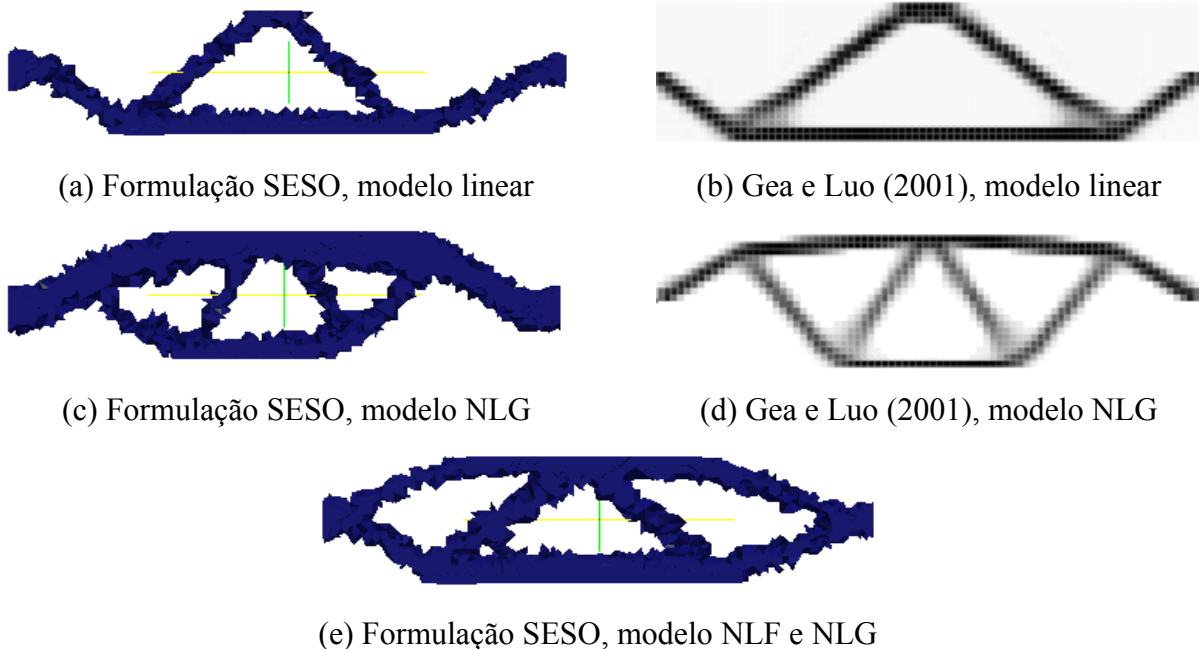 (a) Formulação SESO, modelo linear
(b) Gea e Luo (2001), modelo linear
(c) Formulação SESO, modelo NLG
(d) Gea e Luo (2001), modelo NLG
(e) Formulação SESO, modelo NLF e NLG